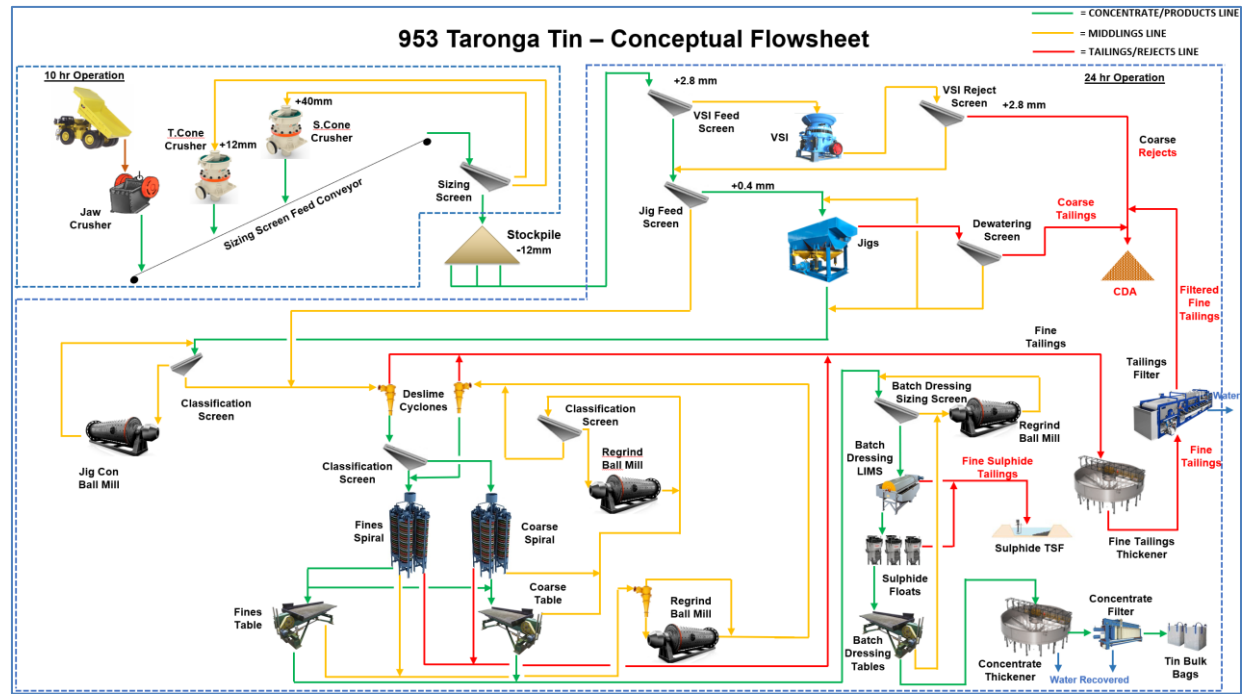 953 Taronga Tin – Conceptual Flowsheet
= CONCENTRATE/PRODUCTS LINE
= MIDDLINGS LINE
= TAILINGS/REJECTS LINE
10 hr Operation
24 hr Operation
+40mm
S.Cone
Crusher
T.Cone
Crusher
+12mm
Jaw
Crusher
Sizing Screen Feed Conveyor
Sizing
Screen
Stockpile
-12mm
+2.8 mm
VSI Feed
Screen
VSI
VSI Reject
Screen
+2.8 mm
Coarse
Rejects
+0.4 mm
Jig Feed
Screen
Jigs
Dewatering
Screen
Coarse
Tailings
CDA
Filtered
Fine
Tailings
Classification
Screen
Jig Con
Ball Mill
Deslime
Cyclones
Classification
Screen
Classification
Screen
Regrind
Ball Mill
Fines
Spiral
Coarse
Spiral
Fines
Table
Coarse
Table
Regrind
Ball Mill
Batch Dressing
Sizing Screen
Regrind
Ball Mill
Batch
Dressing
LIMS
Fine Sulphide
Tailings
Sulphide TSF
Sulphide
Floats
Batch
Dressing
Tables
Fine
Tailings
Tailings
Filter
Water
Fine
Tailings
Fine Tailings
Thickener
Concentrate
Thickener
Concentrate
Filter
Water Recovered
Tin Bulk
Bags